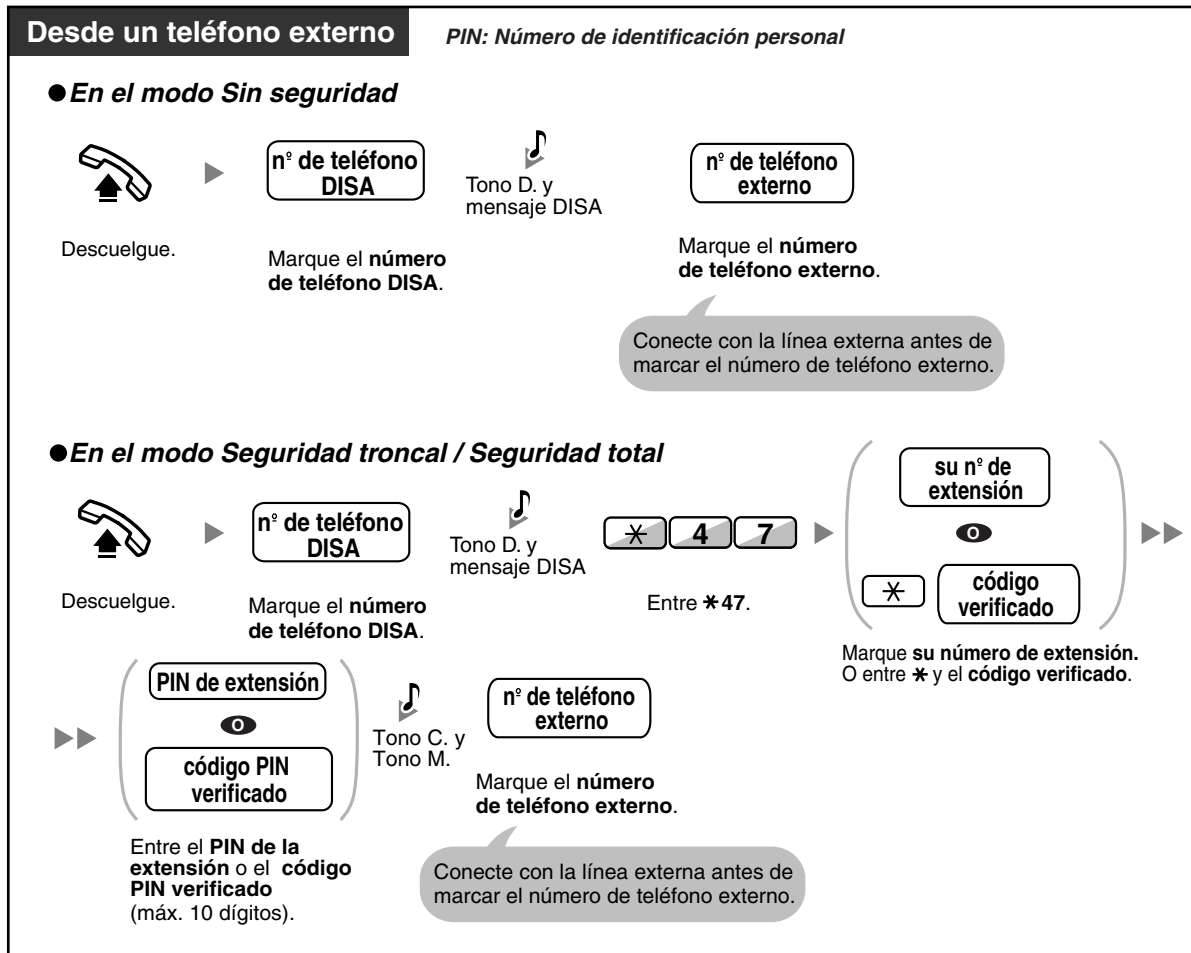 Desde un teléfono externo
PIN: Número de identificación personal
●En el modo Sin seguridad
nº de teléfono
DISA
Tono D. y
mensaje DISA
nº de teléfono
externo
Descuelgue.
Marque el número
de teléfono DISA.
Marque el número
de teléfono externo.
Conecte con la línea externa antes de
marcar el número de teléfono externo.
●En el modo Seguridad troncal / Seguridad total
nº de teléfono
DISA
Tono D. y
mensaje DISA
* 4 7
su nº de
extensión
o
* código
verificado
Descuelgue.
Marque el número
de teléfono DISA.
Entre *47.
Marque su número de extensión.
O entre * y el código verificado.
PIN de extensión
o
código PIN
verificado
Tono C. y
Tono M.
nº de teléfono
externo
Entre el PIN de la
extensión o el código
PIN verificado
(máx. 10 dígitos).
Marque el número
de teléfono externo.
Conecte con la línea externa antes de
marcar el número de teléfono externo.